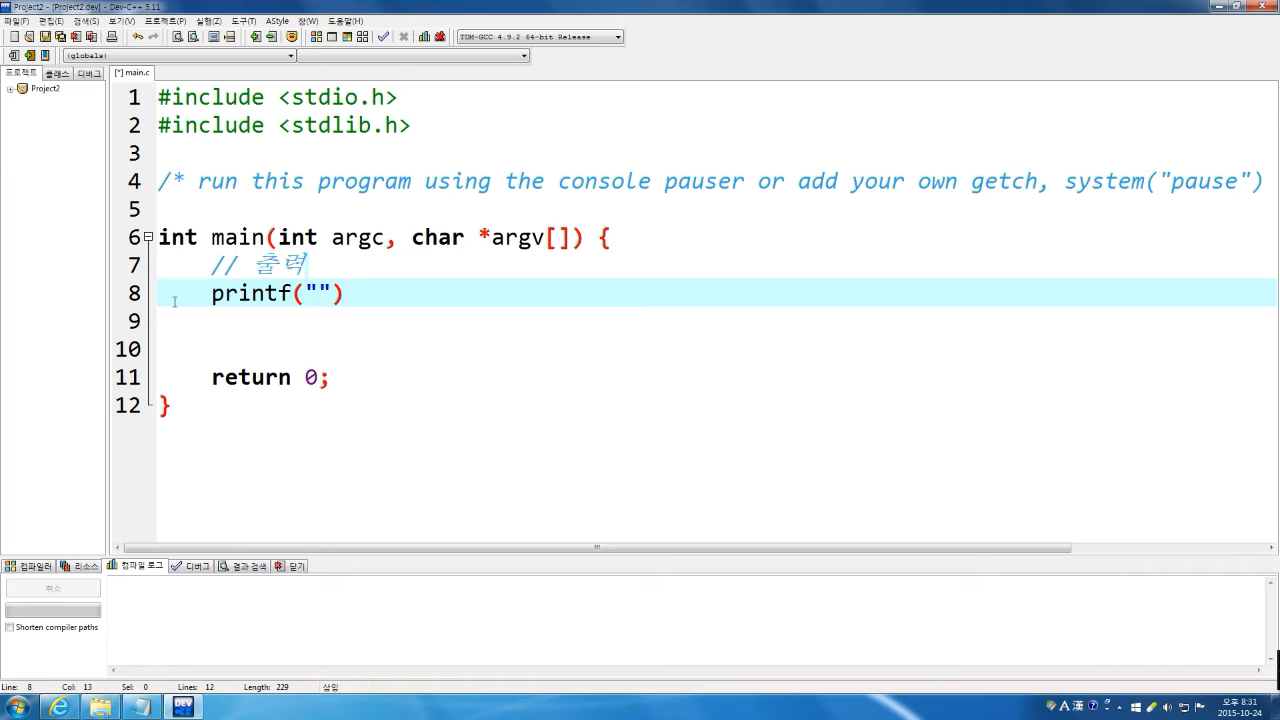 Project2 - [Project2.dev] - Dev-C++ 5.11
파일(F) 편집(E) 검색(S) 보기(V) 프로젝트(P) 실행(Z) 도구(T) AStyle 창(W) 도움말(H)
TDM-GCC 4.9.2 64-bit Release
(globals)
프로젝트 클래스 디버그 [*] main.c
Project2
1 #include <stdio.h>
2 #include <stdlib.h>
3
4 /* run this program using the console pauser or add your own getch, system("pause")
5
6 int main(int argc, char *argv[]) {
7 // 출력
8 printf("")
9
10
11 return 0;
12 }
컴파일러 리소스 컴파일 로그 디버그 결과 검색 닫기
취소
Shorten compiler paths
Line: 8 Col: 13 Sel: 0 Lines: 12 Length: 229 삽입
DEV A 漢 ? 오후 8:31
2015-10-24